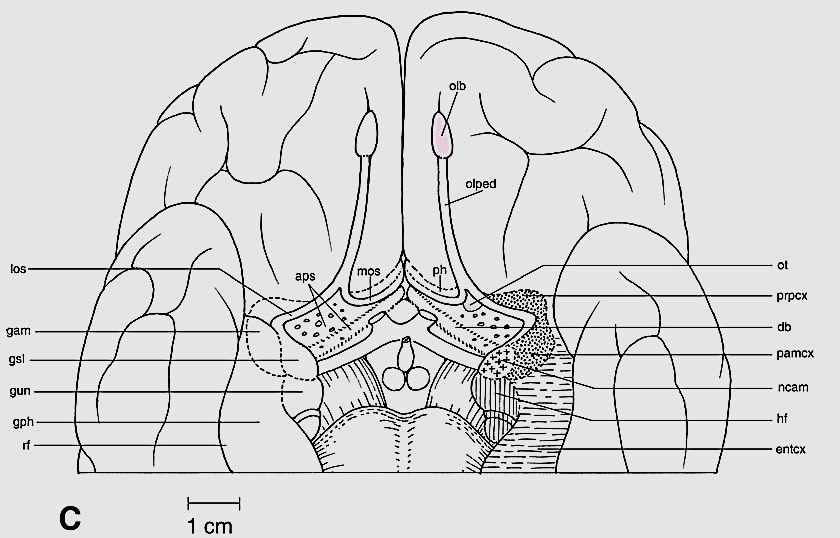 olb
olped
los
aps
mos
ph
ot
prpcx
gam
db
gsl
pamcx
gun
ncam
gph
hf
rf
entcx
C
1 cm